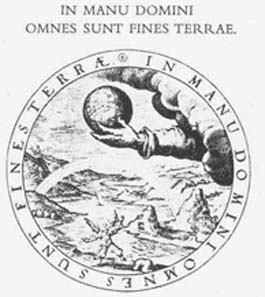 IN MANU DOMINI
OMNES SUNT FINES TERRAE.
IN MANU DOMINI OMNES SUNT FINES TERRÆ